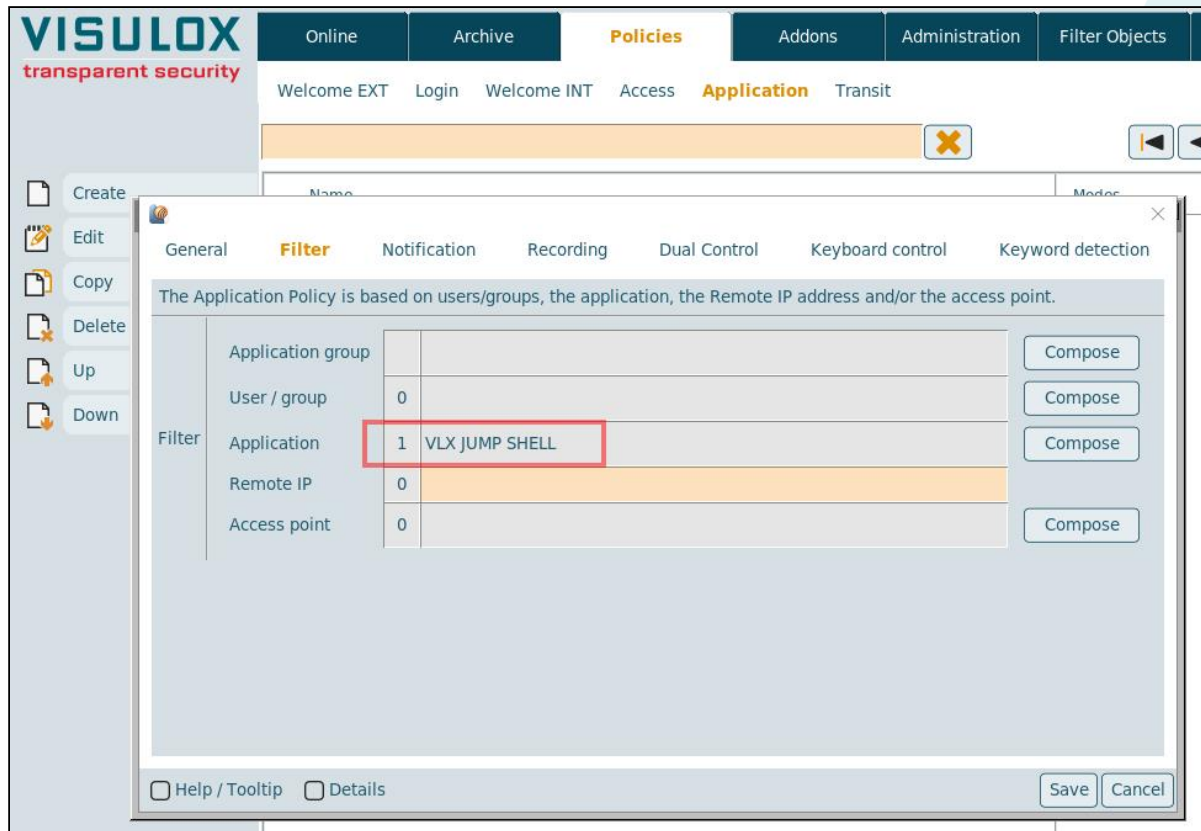 VISULOX
transparent security
Online Archive Policies Addons Administration Filter Objects
Welcome EXT Login Welcome INT Access Application Transit
Create
Edit
Copy
Delete
Up
Down
Name Modes
General Filter Notification Recording Dual Control Keyboard control Keyword detection
The Application Policy is based on users/groups, the application, the Remote IP address and/or the access point.
Filter
Application group Compose
User / group 0 Compose
Application 1 VLX JUMP SHELL Compose
Remote IP 0
Access point 0 Compose
Help / Tooltip Details Save Cancel